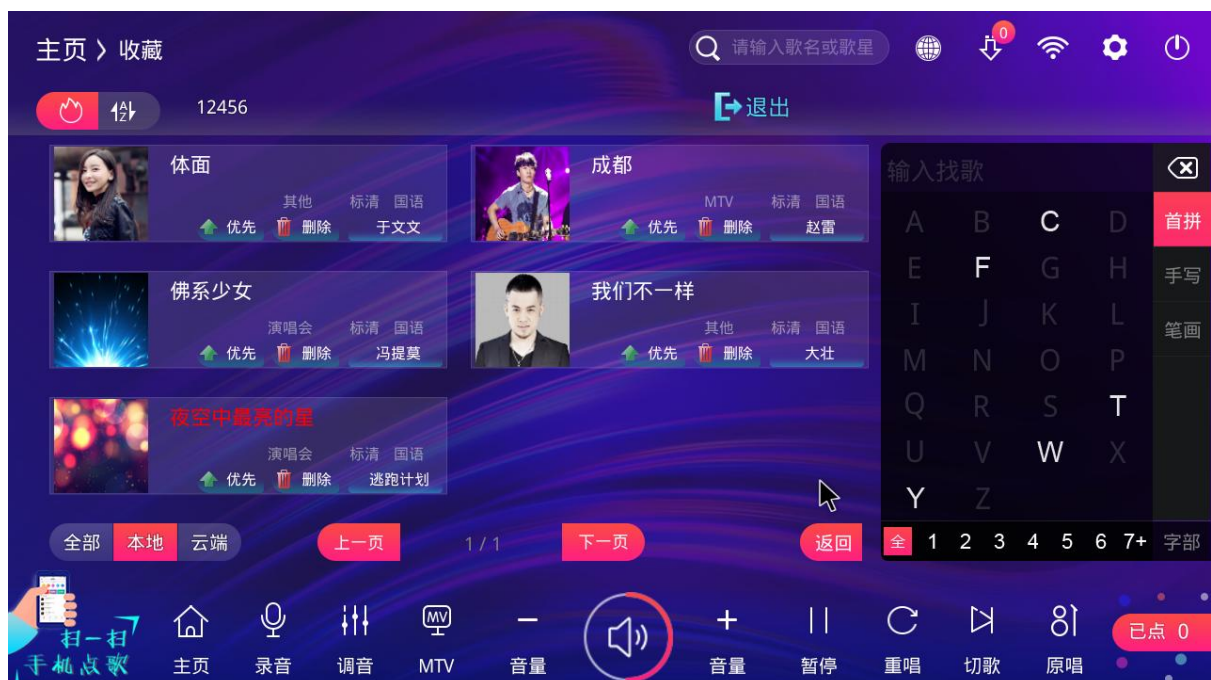 主页 〉 收藏
请输入歌名或歌星
0
12456
退出
体面
其他 标清 国语
优先 删除 于文文
成都
MTV 标清 国语
优先 删除 赵雷
佛系少女
演唱会 标清 国语
优先 删除 冯提莫
我们不一样
其他 标清 国语
优先 删除 大壮
夜空中最亮的星
演唱会 标清 国语
优先 删除 逃跑计划
输入找歌
A B C D
E F G H
I J K L
M N O P
Q R S T
U V W X
Y Z
首拼
手写
笔画
全 1 2 3 4 5 6 7+ 字部
全部 本地 云端
上一页 1 / 1 下一页
返回
扫一扫
手机点歌
主页 录音 调音 MTV 音量 音量 暂停 重唱 切歌 原唱
MV
已点 0